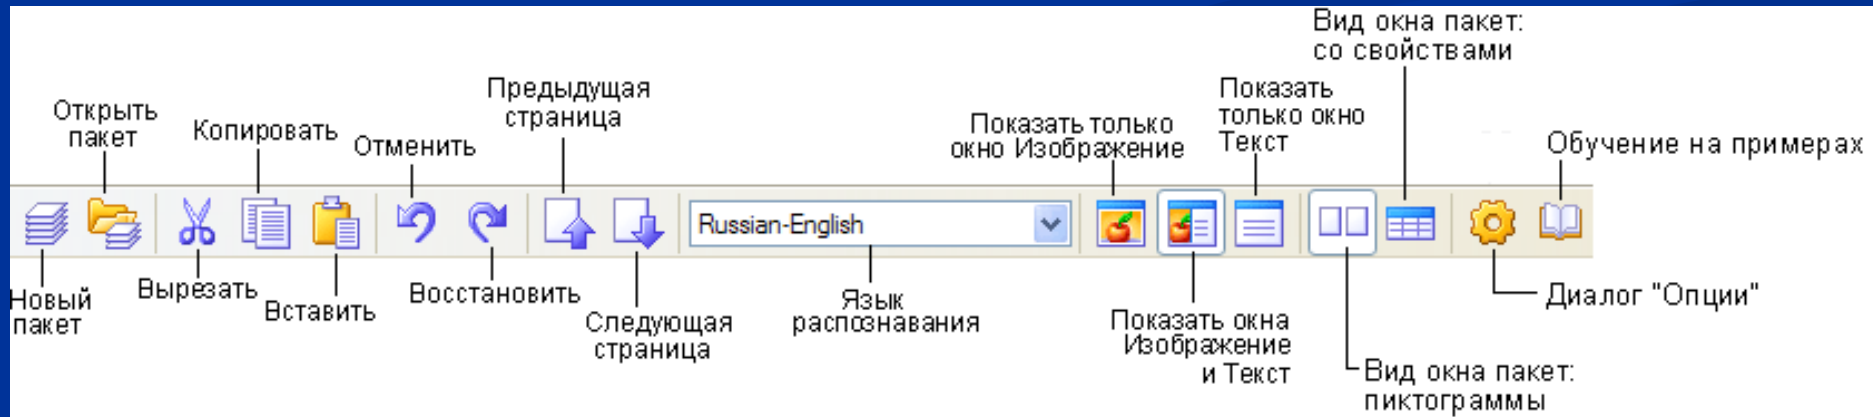 Вид окна пакет:
со свойствами
Предыдущая
страница
Показать
только окно
Текст
Открыть
пакет
Копировать
Отменить
Показать только
окно Изображение
Обучение на примерах
Russian-English
Новый
пакет
Вырезать
Вставить
Восстановить
Следующая
страница
Язык
распознавания
Показать окна
Изображение
и Текст
Диалог "Опции"
Вид окна пакет:
пиктограммы